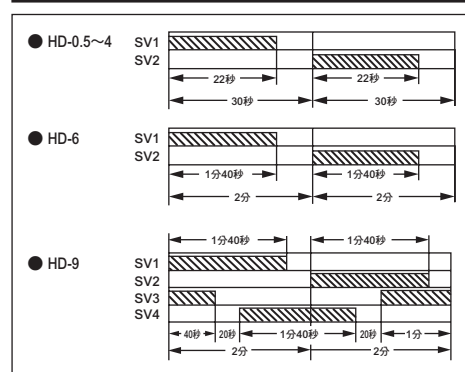 ● HD-0.5～4
SV1
SV2
22秒 22秒
30秒 30秒
● HD-6
SV1
SV2
1分40秒 1分40秒
2分 2分
1分40秒 1分40秒
● HD-9
SV1
SV2
SV3
SV4
40秒 20秒 1分40秒 20秒 1分
2分 2分